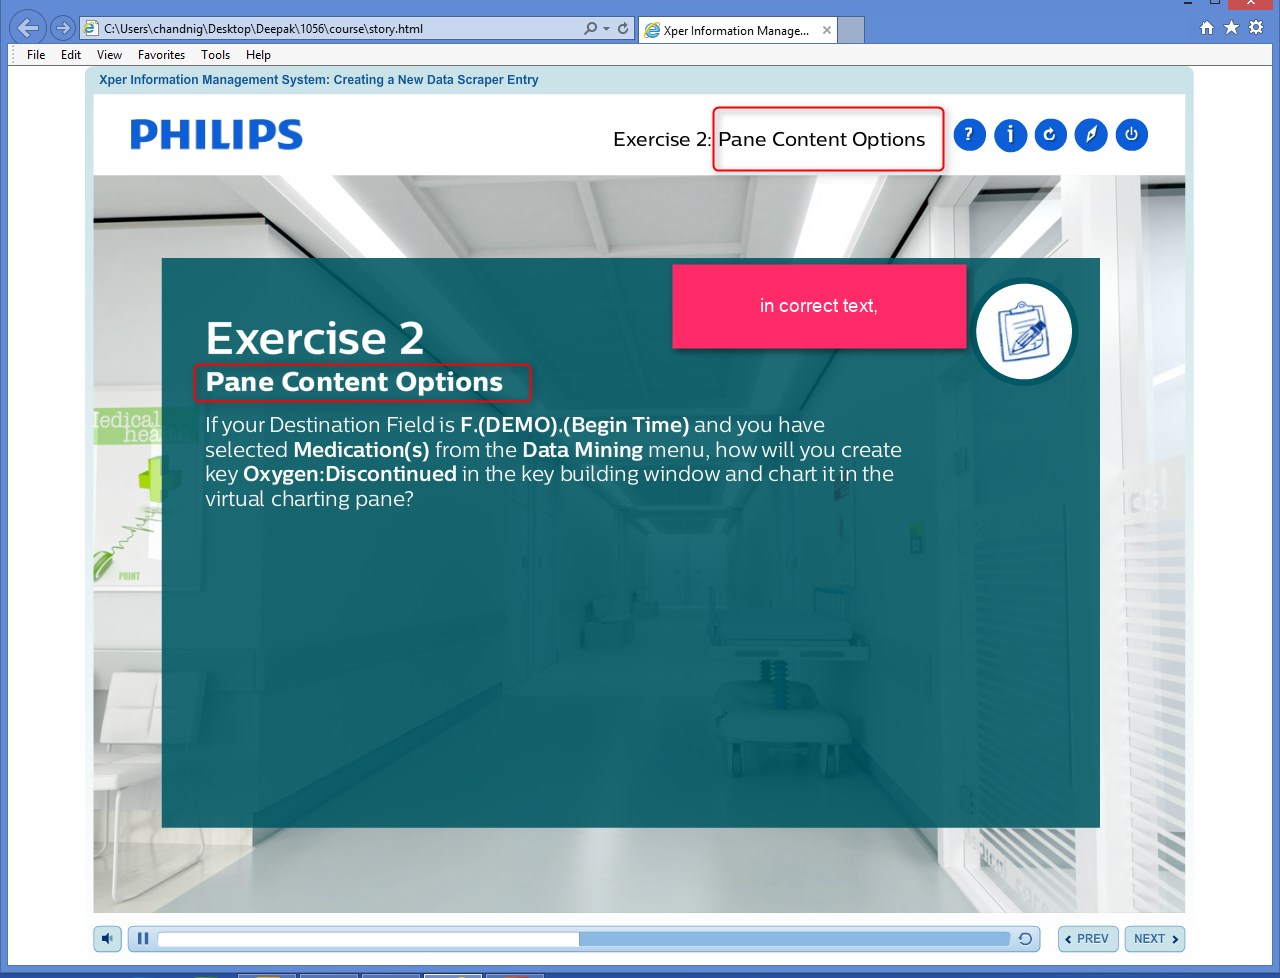 C:\Users\chandnig\Desktop\Deepak\1056\course\story.html
Xper Information Manage...
File Edit View Favorites Tools Help
Xper Information Management System: Creating a New Data Scraper Entry
PHILIPS
Exercise 2: Pane Content Options
? i
in correct text,
Exercise 2
Pane Content Options
If your Destination Field is F.(DEMO).(Begin Time) and you have
selected Medication(s) from the Data Mining menu, how will you create
key Oxygen:Discontinued in the key building window and chart it in the
virtual charting pane?
PRINT
PREV NEXT